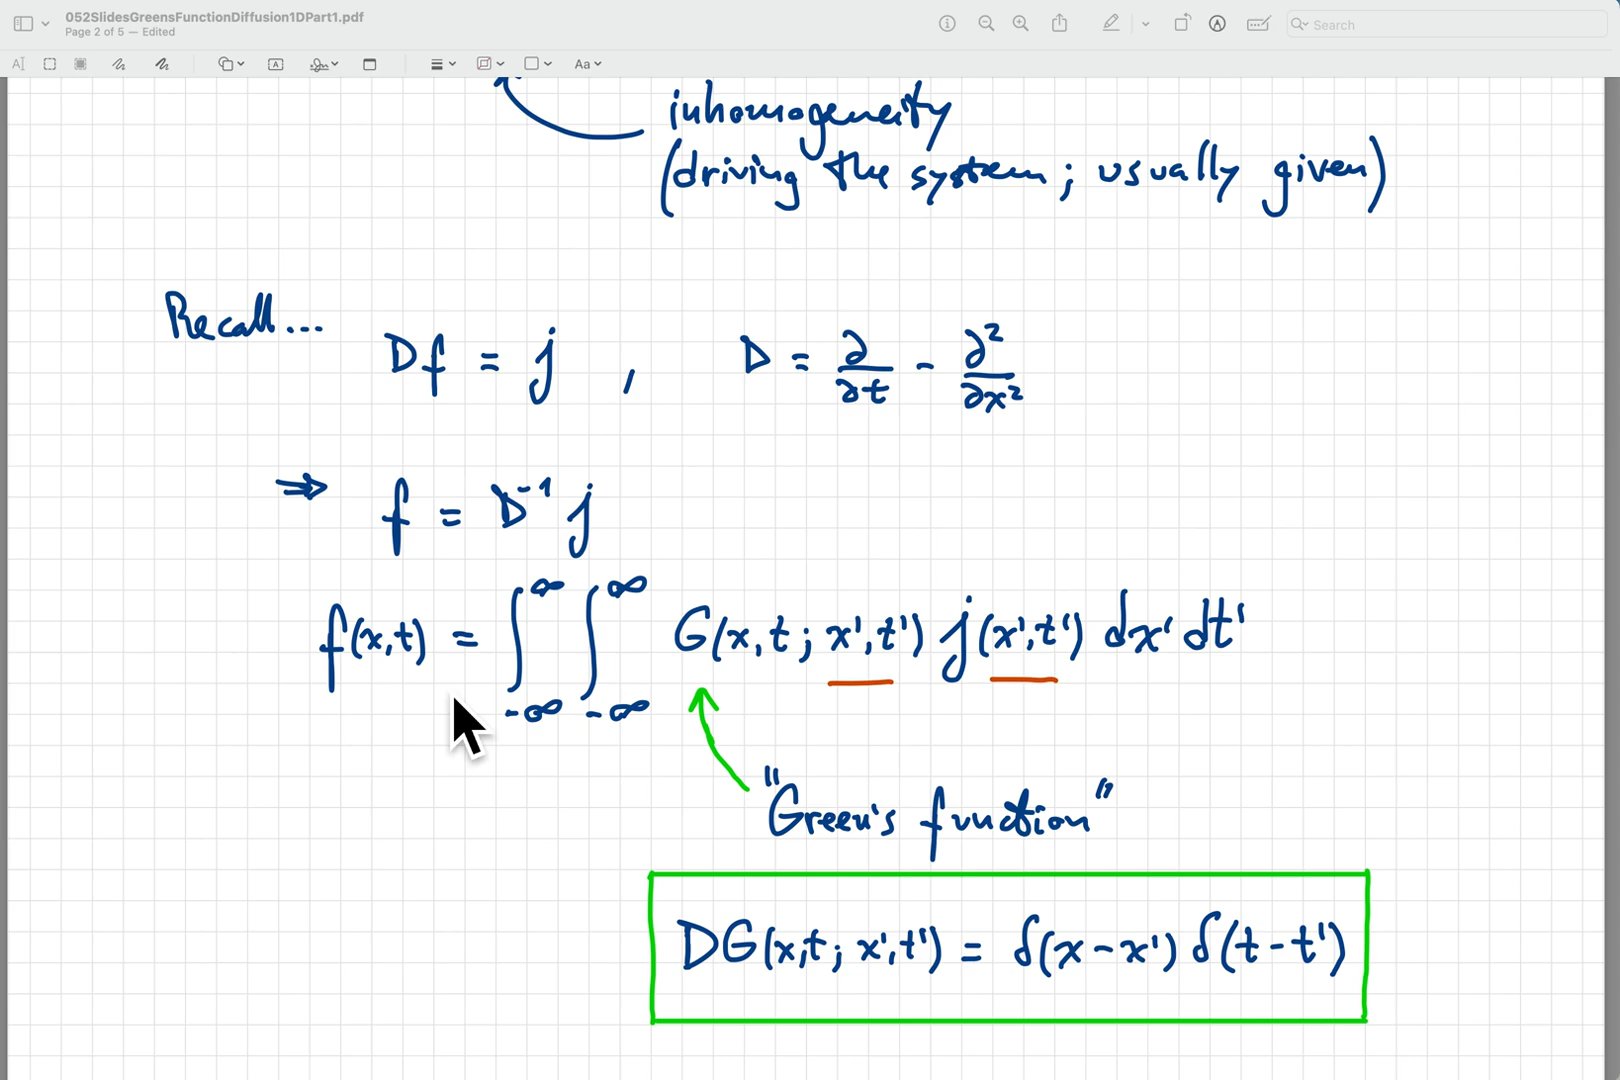 052SlidesGreensFunctionDiffusion1DPart1.pdf
Page 2 of 5 — Edited
Search
Aa
inhomogeneity
(driving the system; usually given)
Recall...
Df = j , D = ∂/∂t - ∂²/∂x²
⇒ f = D⁻¹ j
f(x,t) = ∫_{-∞}^{∞} ∫_{-∞}^{∞} G(x,t; x',t') j(x',t') dx' dt'
"Green's function"
DG(x,t; x',t') = δ(x-x') δ(t-t')